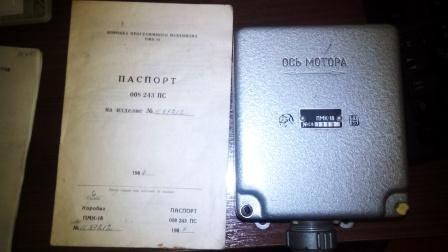 КОРОБКА ПРОГРАММНОГО МЕХАНИЗМА
ПМК-18
ПАСПОРТ
008 243 ПС
на изделие №
198
Коробка
ПМК-18
№
ПАСПОРТ
008 243 ПС
198
ОСЬ МОТОРА
ПМК-18